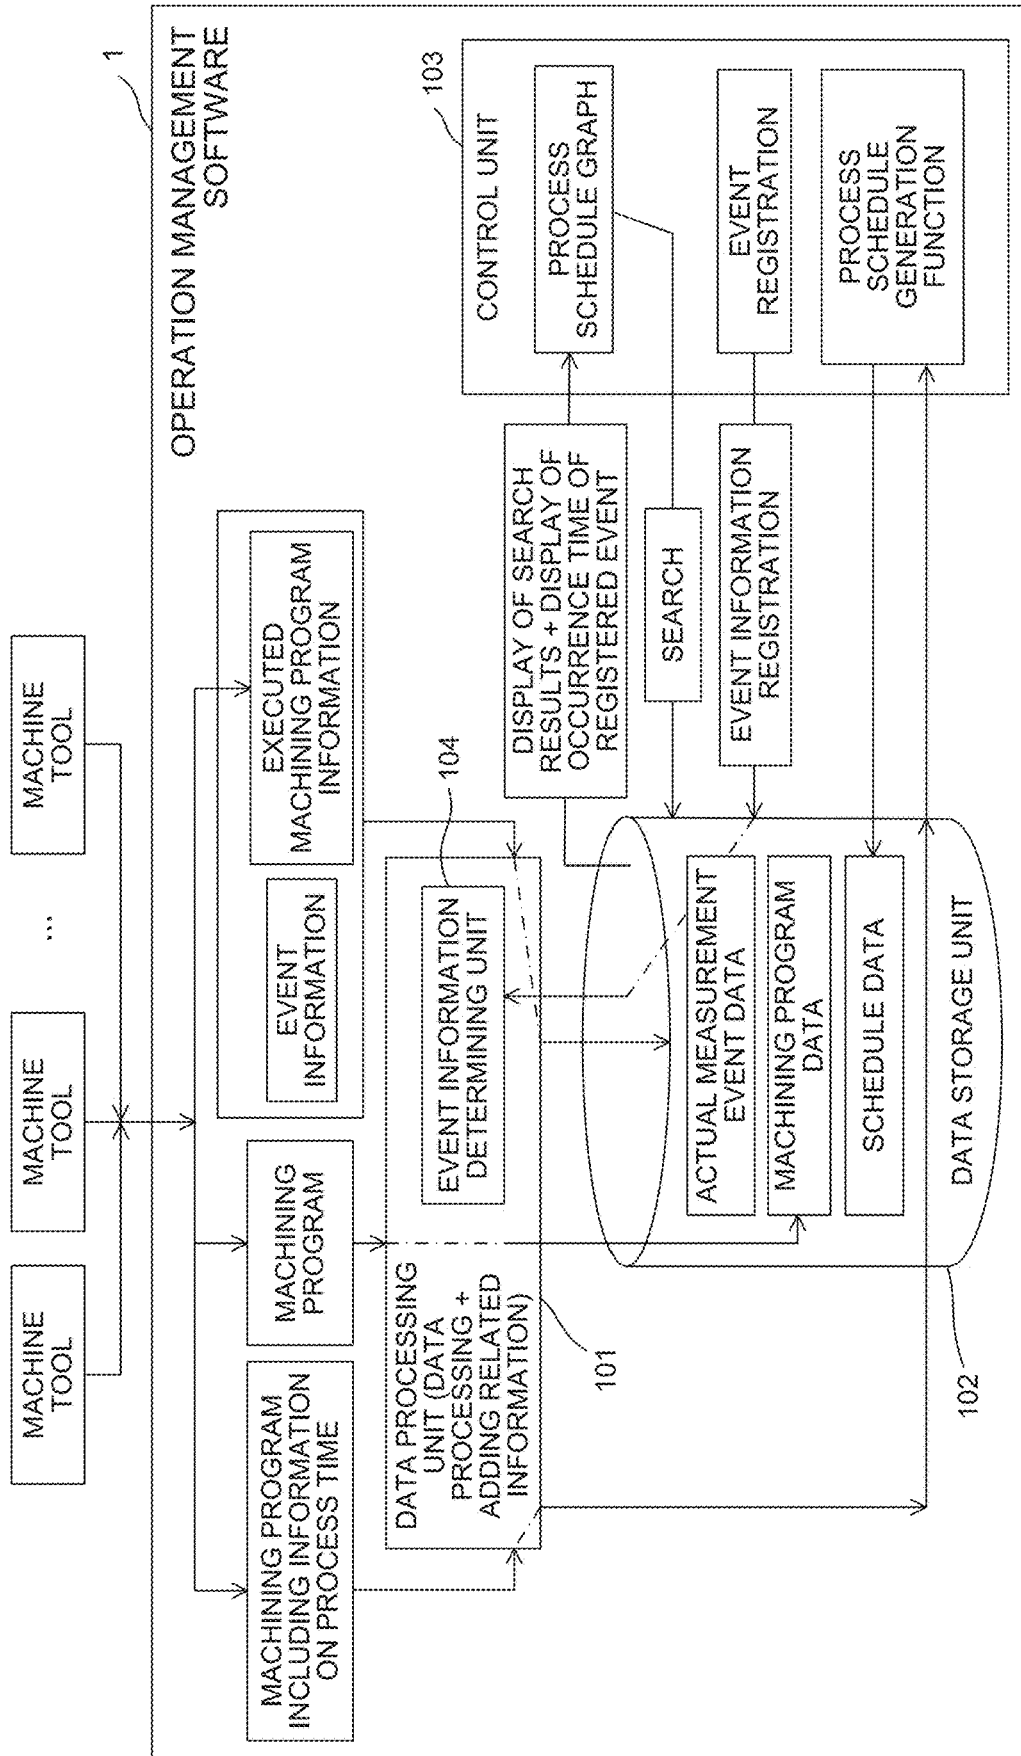 MACHINE
TOOL
MACHINE
TOOL
...
MACHINE
TOOL
1
OPERATION MANAGEMENT
SOFTWARE
MACHINING PROGRAM
INCLUDING INFORMATION
ON PROCESS TIME
MACHINING
PROGRAM
EVENT
INFORMATION
EXECUTED
MACHINING PROGRAM
INFORMATION
DATA PROCESSING
UNIT (DATA
PROCESSING +
ADDING RELATED
INFORMATION)
101
EVENT INFORMATION
DETERMINING UNIT
104
DISPLAY OF SEARCH
RESULTS + DISPLAY OF
OCCURRENCE TIME OF
REGISTERED EVENT
SEARCH
EVENT INFORMATION
REGISTRATION
CONTROL UNIT
103
PROCESS
SCHEDULE GRAPH
EVENT
REGISTRATION
PROCESS
SCHEDULE
GENERATION
FUNCTION
ACTUAL MEASUREMENT
EVENT DATA
MACHINING PROGRAM
DATA
SCHEDULE DATA
DATA STORAGE UNIT
102